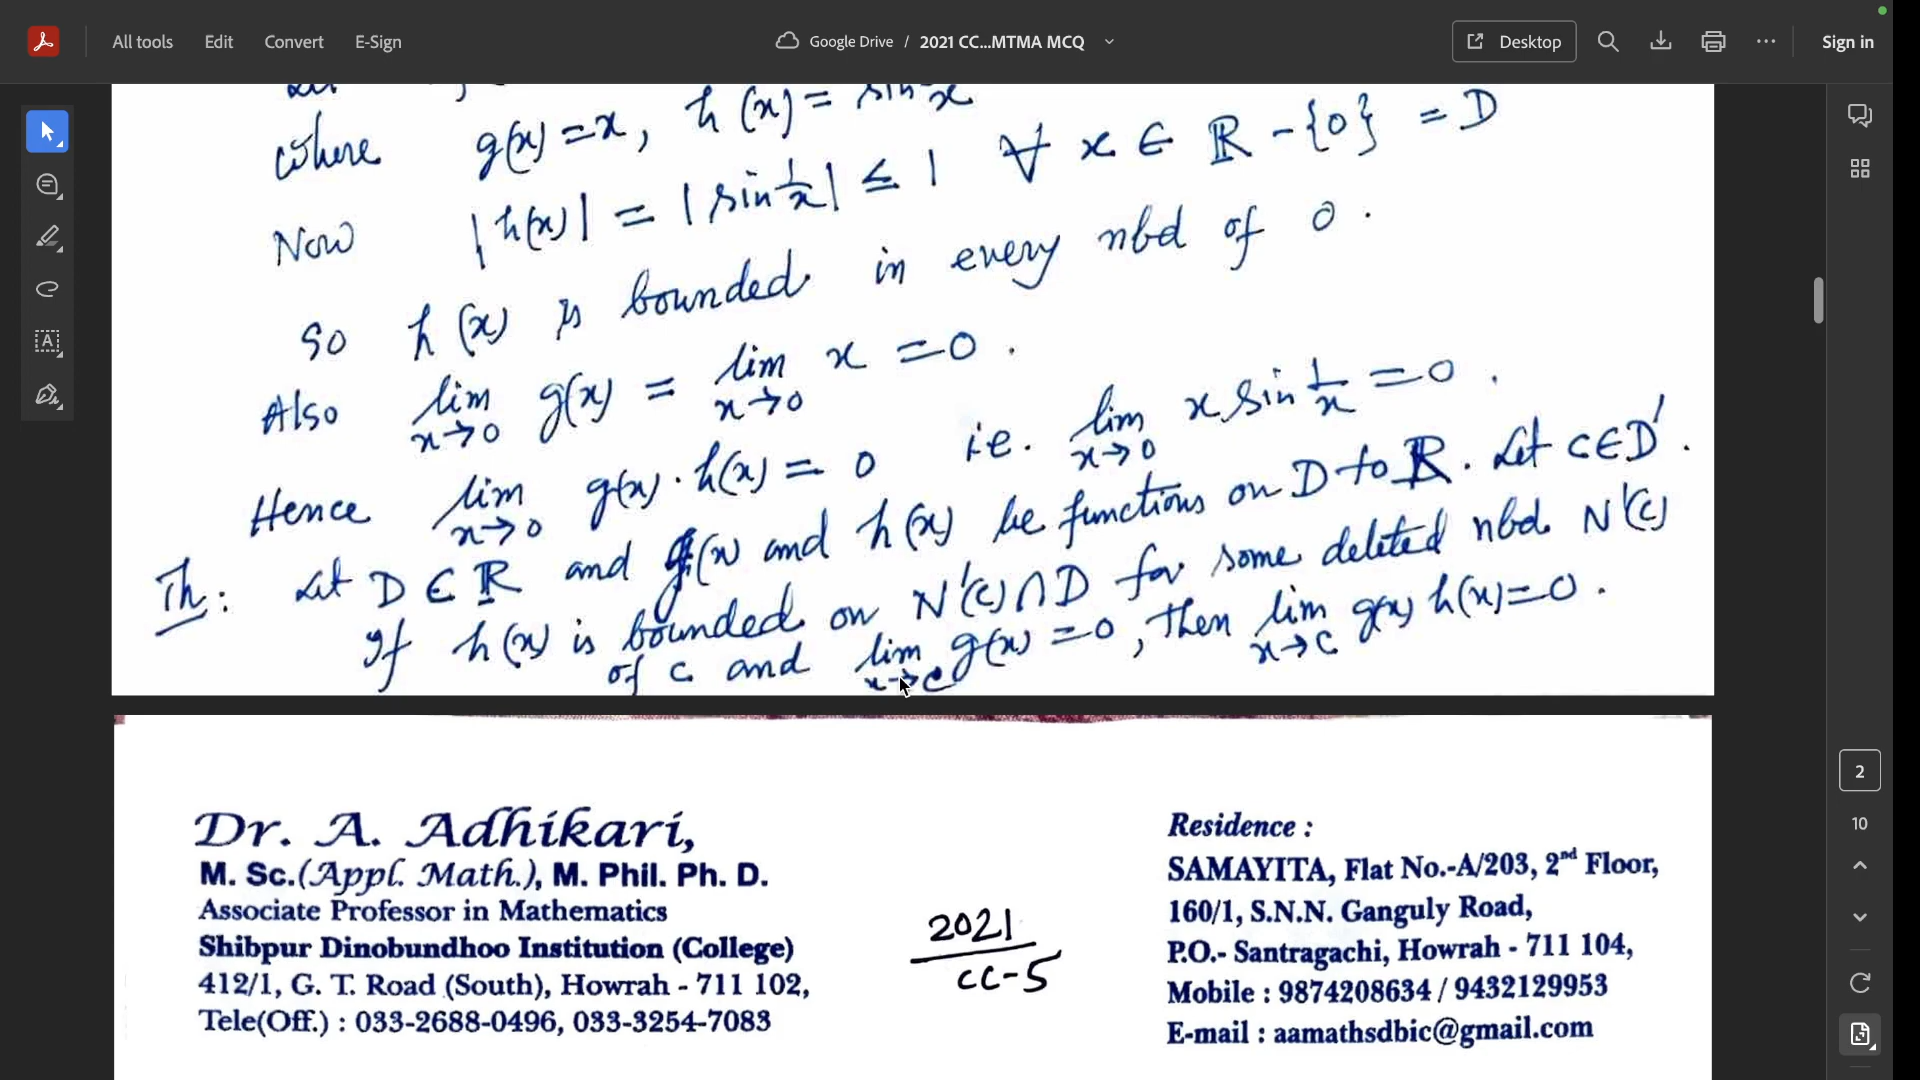 All tools Edit Convert E-Sign Google Drive / 2021 CC...MTMA MCQ Desktop Sign in
where g(x) = x, h(x) = sin 1/x
Now |h(x)| = |sin 1/x| ≤ 1 ∀ x ∈ ℝ - {0} = D
So h(x) is bounded in every nbd of 0.
Also lim x→0 g(x) = lim x→0 x = 0.
Hence lim x→0 g(x)·h(x) = 0 i.e. lim x→0 x sin 1/x = 0.
Th: Let D ∈ ℝ and g(x) and h(x) be functions on D to ℝ. Let c ∈ D'.
If h(x) is bounded on N'(c) ∩ D for some deleted nbd N'(c)
of c and lim x→c g(x) = 0, then lim x→c g(x) h(x) = 0.
2
10
Dr. A. Adhikari,
M. Sc.(Appl. Math.), M. Phil. Ph. D.
Associate Professor in Mathematics
Shibpur Dinobundhoo Institution (College)
412/1, G. T. Road (South), Howrah - 711 102,
Tele(Off.) : 033-2688-0496, 033-3254-7083
2021
CC-5
Residence :
SAMAYITA, Flat No.-A/203, 2nd Floor,
160/1, S.N.N. Ganguly Road,
P.O.- Santragachi, Howrah - 711 104,
Mobile : 9874208634 / 9432129953
E-mail : aamathsdbic@gmail.com